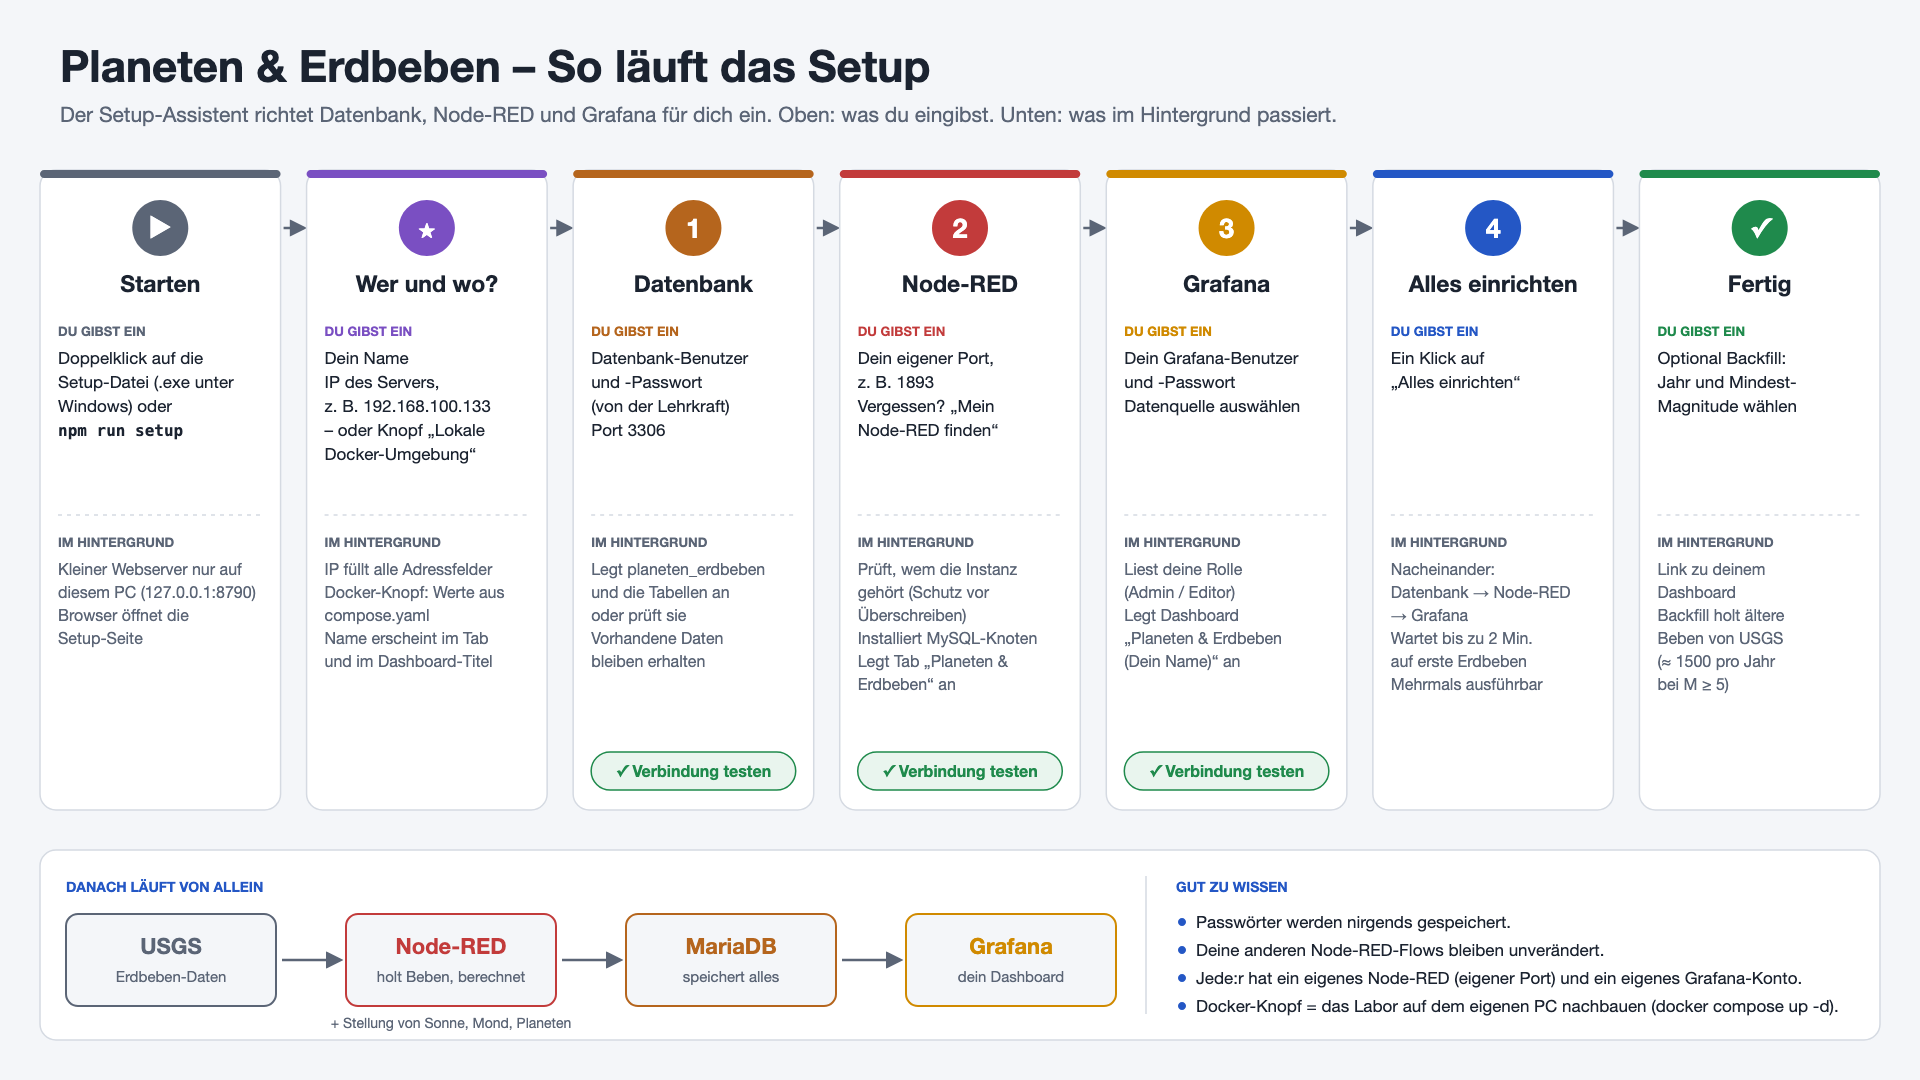 Planeten & Erdbeben – So läuft das Setup
Der Setup-Assistent richtet Datenbank, Node-RED und Grafana für dich ein. Oben: was du eingibst. Unten: was im Hintergrund passiert.
Starten
DU GIBST EIN
Doppelklick auf die
Setup-Datei (.exe unter
Windows) oder
npm run setup
IM HINTERGRUND
Kleiner Webserver nur auf
diesem PC (127.0.0.1:8790)
Browser öffnet die
Setup-Seite
Wer und wo?
DU GIBST EIN
Dein Name
IP des Servers,
z. B. 192.168.100.133
– oder Knopf „Lokale
Docker-Umgebung“
IM HINTERGRUND
IP füllt alle Adressfelder
Docker-Knopf: Werte aus
compose.yaml
Name erscheint im Tab
und im Dashboard-Titel
1
Datenbank
DU GIBST EIN
Datenbank-Benutzer
und -Passwort
(von der Lehrkraft)
Port 3306
IM HINTERGRUND
Legt planeten_erdbeben
und die Tabellen an
oder prüft sie
Vorhandene Daten
bleiben erhalten
✓ Verbindung testen
2
Node-RED
DU GIBST EIN
Dein eigener Port,
z. B. 1893
Vergessen? „Mein
Node-RED finden“
IM HINTERGRUND
Prüft, wem die Instanz
gehört (Schutz vor
Überschreiben)
Installiert MySQL-Knoten
Legt Tab „Planeten &
Erdbeben“ an
✓ Verbindung testen
3
Grafana
DU GIBST EIN
Dein Grafana-Benutzer
und -Passwort
Datenquelle auswählen
IM HINTERGRUND
Liest deine Rolle
(Admin / Editor)
Legt Dashboard
„Planeten & Erdbeben
(Dein Name)“ an
✓ Verbindung testen
4
Alles einrichten
DU GIBST EIN
Ein Klick auf
„Alles einrichten“
IM HINTERGRUND
Nacheinander:
Datenbank → Node-RED
→ Grafana
Wartet bis zu 2 Min.
auf erste Erdbeben
Mehrmals ausführbar
Fertig
DU GIBST EIN
Optional Backfill:
Jahr und Mindest-
Magnitude wählen
IM HINTERGRUND
Link zu deinem
Dashboard
Backfill holt ältere
Beben von USGS
(≈ 1500 pro Jahr
bei M ≥ 5)
DANACH LÄUFT VON ALLEIN
USGS
Erdbeben-Daten
Node-RED
holt Beben, berechnet
+ Stellung von Sonne, Mond, Planeten
MariaDB
speichert alles
Grafana
dein Dashboard
GUT ZU WISSEN
Passwörter werden nirgends gespeichert.
Deine anderen Node-RED-Flows bleiben unverändert.
Jede:r hat ein eigenes Node-RED (eigener Port) und ein eigenes Grafana-Konto.
Docker-Knopf = das Labor auf dem eigenen PC nachbauen (docker compose up -d).